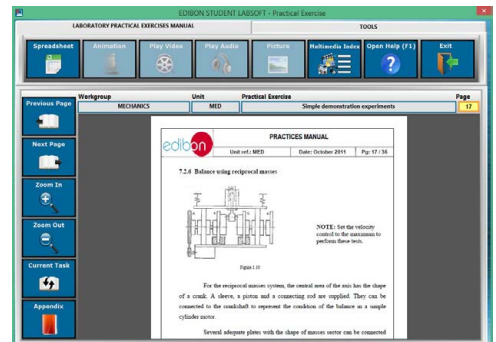 EDIBON STUDENT LABSOFT - Practical Exercise
LABORATORY PRACTICAL EXERCISES MANUAL
TOOLS
Spreadsheet
Animation
Play Video
Play Audio
Picture
Multimedia Index
Open Help (F1)
Exit
Previous Page
Workgroup
Unit
Practical Exercise
Page
MECHANICS
MED
Simple demonstration experiments
17
Next Page
Zoom In
Zoom Out
Current Task
Appendix
edibon
PRACTICES MANUAL
Unit ref.: MED
Date: October 2011
Pg: 17 / 36
7.2.6 Balance using reciprocal masses
NOTE: Set the velocity
control to the maximum to
perform these tests.
Figure 1.10
For the reciprocal masses system, the central area of the axis has the shape
of a crank. A sleeve, a piston and a connecting rod are supplied. They can be
connected to the crankshaft to represent the condition of the balance in a simple
cylinder motor.
Several adequate plates with the shape of masses sector can be connected